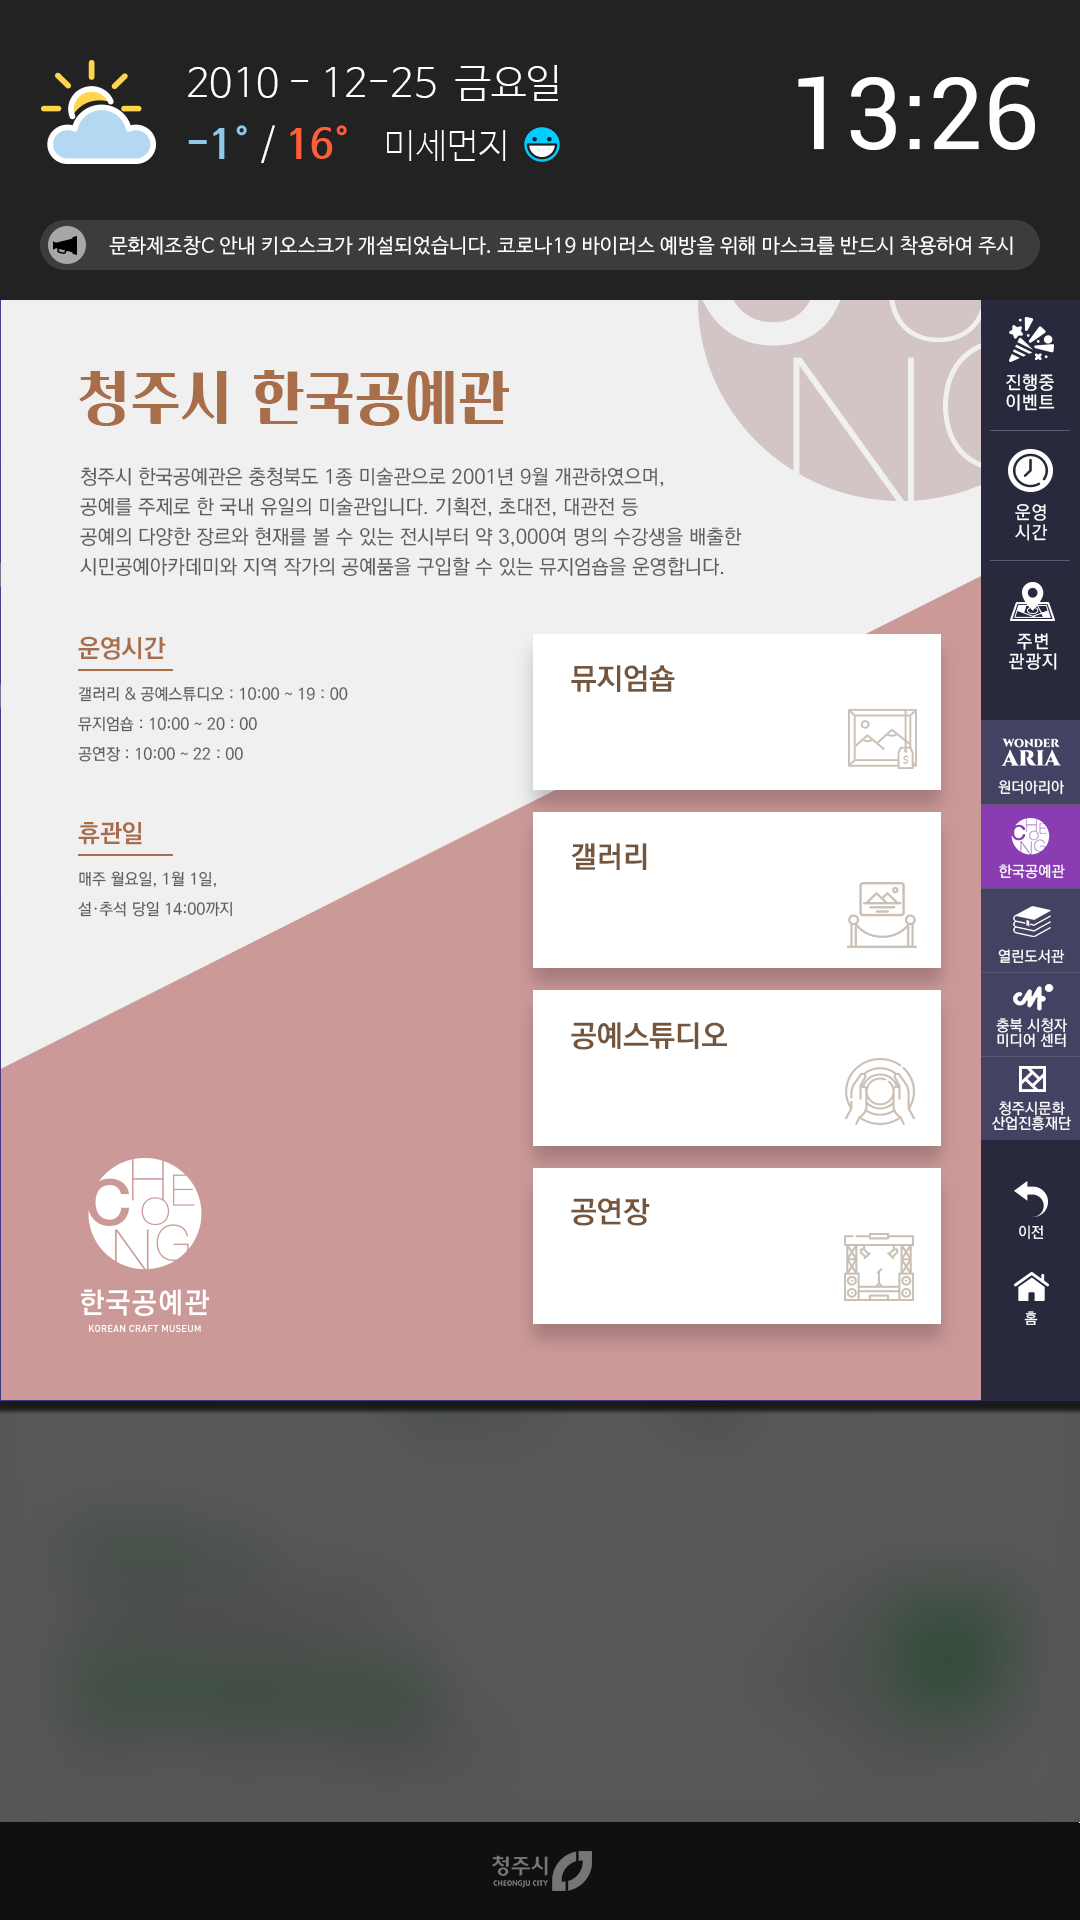 2010 - 12-25 금요일
-1° / 16° 미세먼지
13:26
문화제조창C 안내 키오스크가 개설되었습니다. 코로나19 바이러스 예방을 위해 마스크를 반드시 착용하여 주시
청주시 한국공예관
청주시 한국공예관은 충청북도 1종 미술관으로 2001년 9월 개관하였으며,
공예를 주제로 한 국내 유일의 미술관입니다. 기획전, 초대전, 대관전 등
공예의 다양한 장르와 현재를 볼 수 있는 전시부터 약 3,000여 명의 수강생을 배출한
시민공예아카데미와 지역 작가의 공예품을 구입할 수 있는 뮤지엄숍을 운영합니다.
운영시간
갤러리 & 공예스튜디오 : 10:00 ~ 19 : 00
뮤지엄숍 : 10:00 ~ 20 : 00
공연장 : 10:00 ~ 22 : 00
휴관일
매주 월요일, 1월 1일,
설·추석 당일 14:00까지
뮤지엄숍
갤러리
공예스튜디오
공연장
CHEONG
한국공예관
KOREAN CRAFT MUSEUM
진행중
이벤트
운영
시간
주변
관광지
WONDER
ARIA
원더아리아
CHEONG
한국공예관
열린도서관
충북 시청자
미디어 센터
청주시문화
산업진흥재단
이전
홈
청주시
CHEONGJU CITY